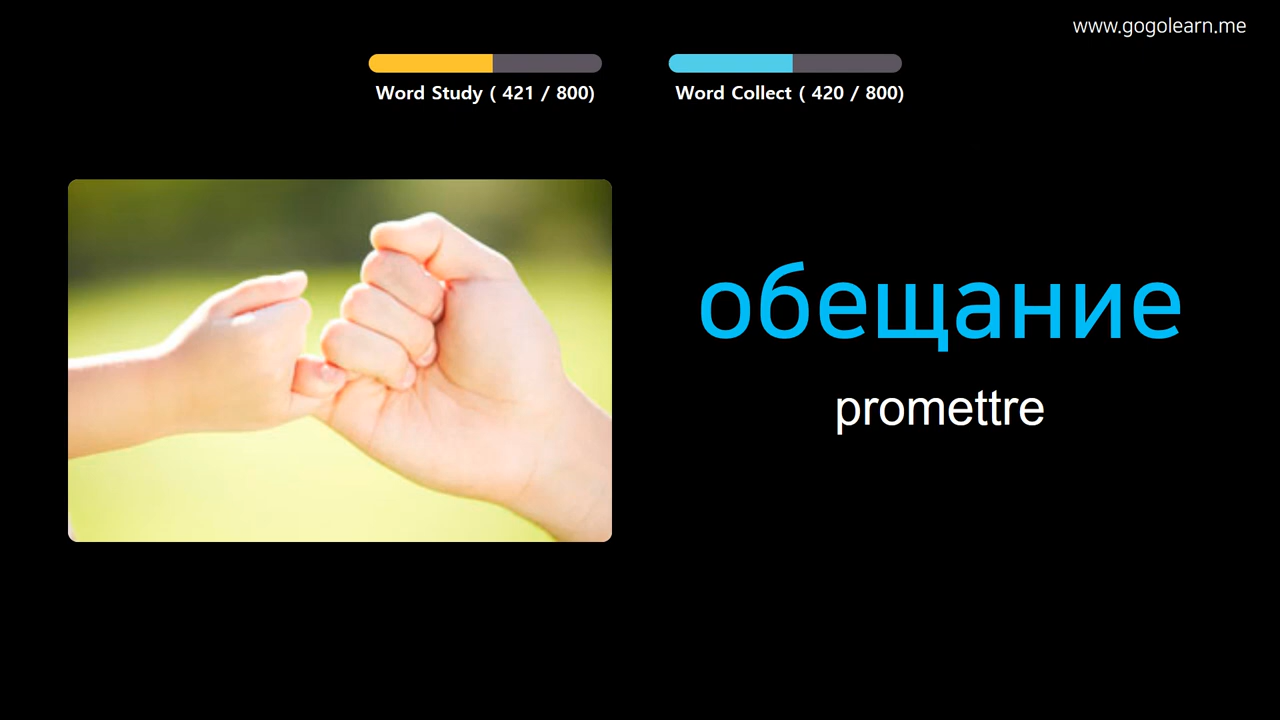 www.gogolearn.me
Word Study ( 421 / 800)
Word Collect ( 420 / 800)
обещание
promettre